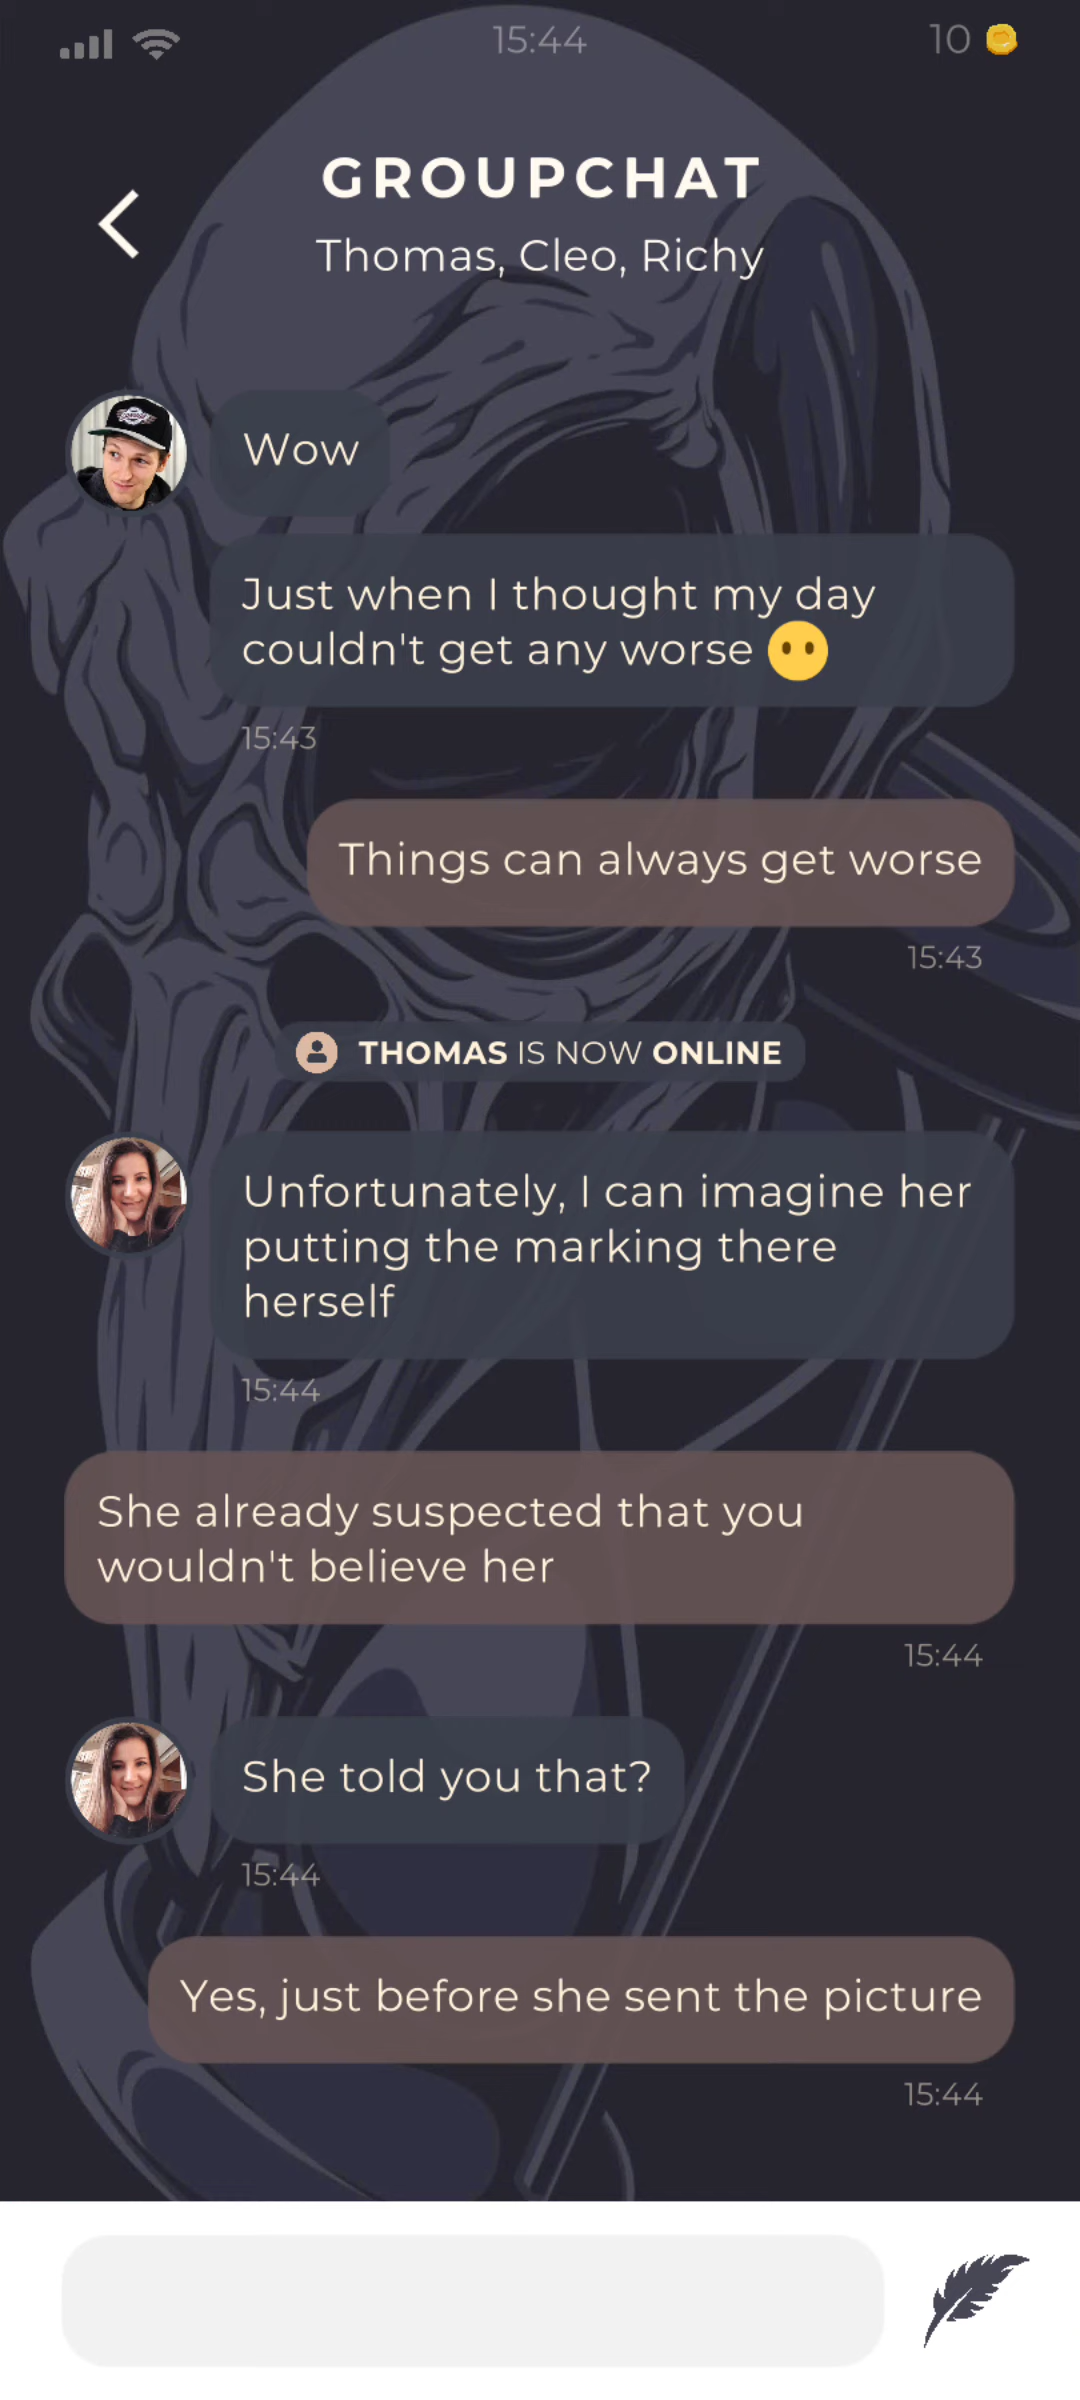 15:44
10
GROUPCHAT
Thomas, Cleo, Richy
Wow
Just when I thought my day
couldn't get any worse 😶
15:43
Things can always get worse
15:43
THOMAS IS NOW ONLINE
Unfortunately, I can imagine her
putting the marking there
herself
15:44
She already suspected that you
wouldn't believe her
15:44
She told you that?
15:44
Yes, just before she sent the picture
15:44